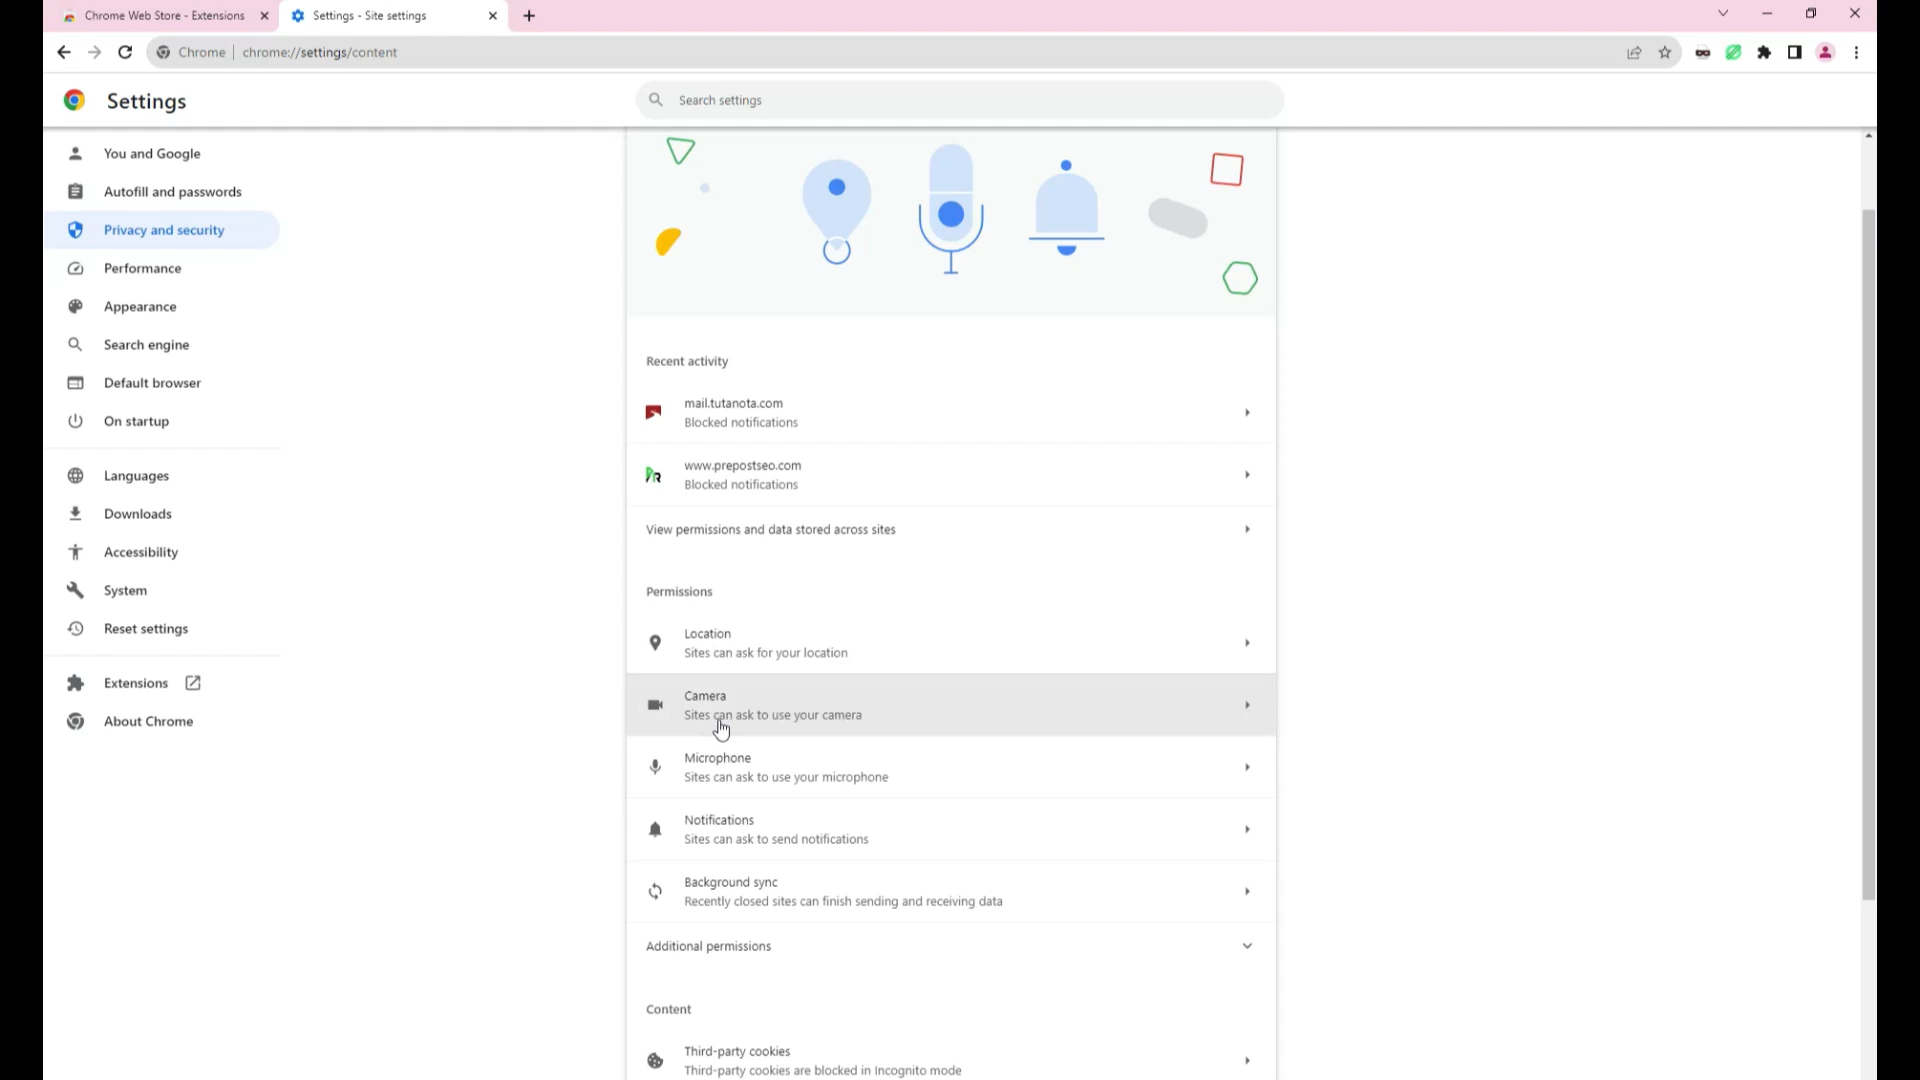 Chrome Web Store - Extensions
Settings - Site settings
Chrome
chrome://settings/content
Settings
Search settings
You and Google
Autofill and passwords
Privacy and security
Performance
Appearance
Search engine
Default browser
On startup
Languages
Downloads
Accessibility
System
Reset settings
Extensions
About Chrome
Recent activity
mail.tutanota.com
Blocked notifications
www.prepostseo.com
Blocked notifications
View permissions and data stored across sites
Permissions
Location
Sites can ask for your location
Camera
Sites can ask to use your camera
Microphone
Sites can ask to use your microphone
Notifications
Sites can ask to send notifications
Background sync
Recently closed sites can finish sending and receiving data
Additional permissions
Content
Third-party cookies
Third-party cookies are blocked in Incognito mode